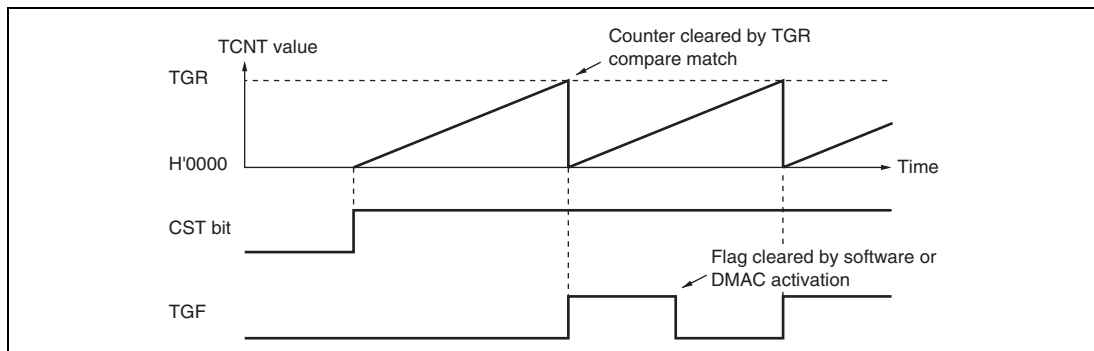 Counter cleared by TGR
compare match
TCNT value
TGR
H'0000
Time
CST bit
Flag cleared by software or
DMAC activation
TGF